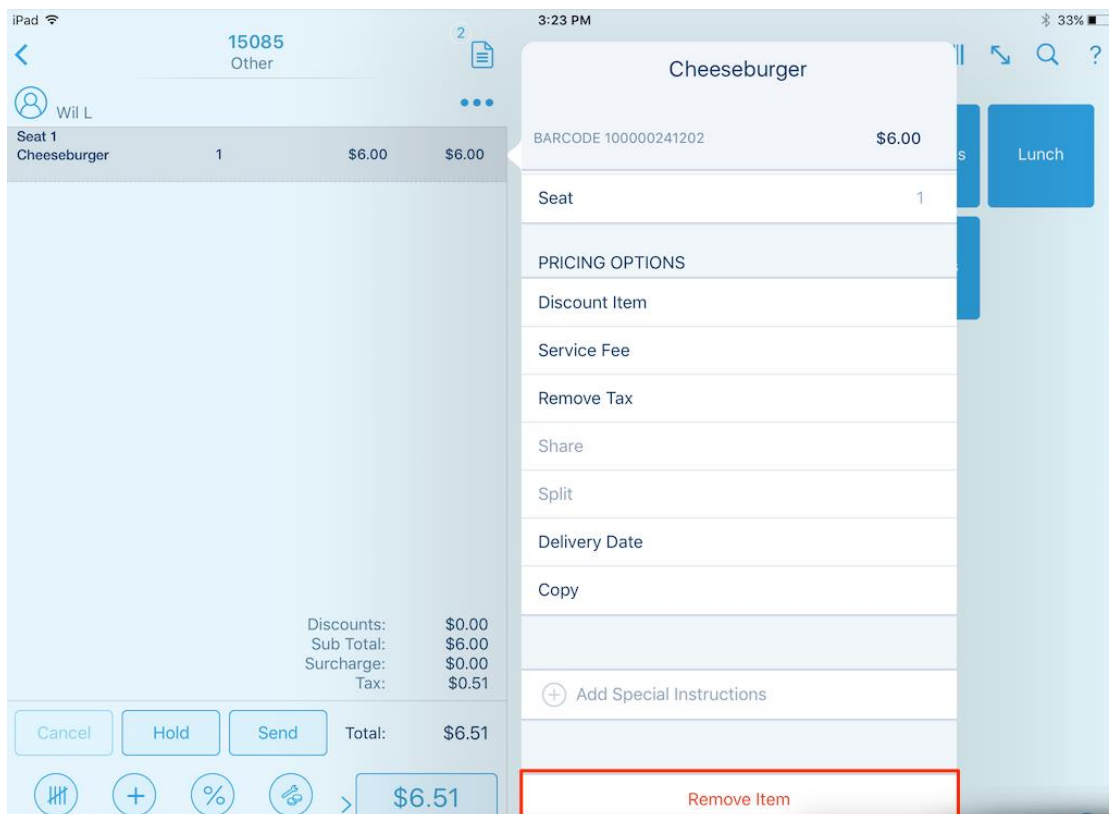 iPad 3:23 PM 33%
15085
Other
2
Wil L
Seat 1
Cheeseburger 1 $6.00 $6.00
Discounts: $0.00
Sub Total: $6.00
Surcharge: $0.00
Tax: $0.51
Cancel Hold Send Total: $6.51
% $6.51
Cheeseburger
BARCODE 100000241202 $6.00
Seat 1
PRICING OPTIONS
Discount Item
Service Fee
Remove Tax
Share
Split
Delivery Date
Copy
Add Special Instructions
Remove Item
?
s Lunch